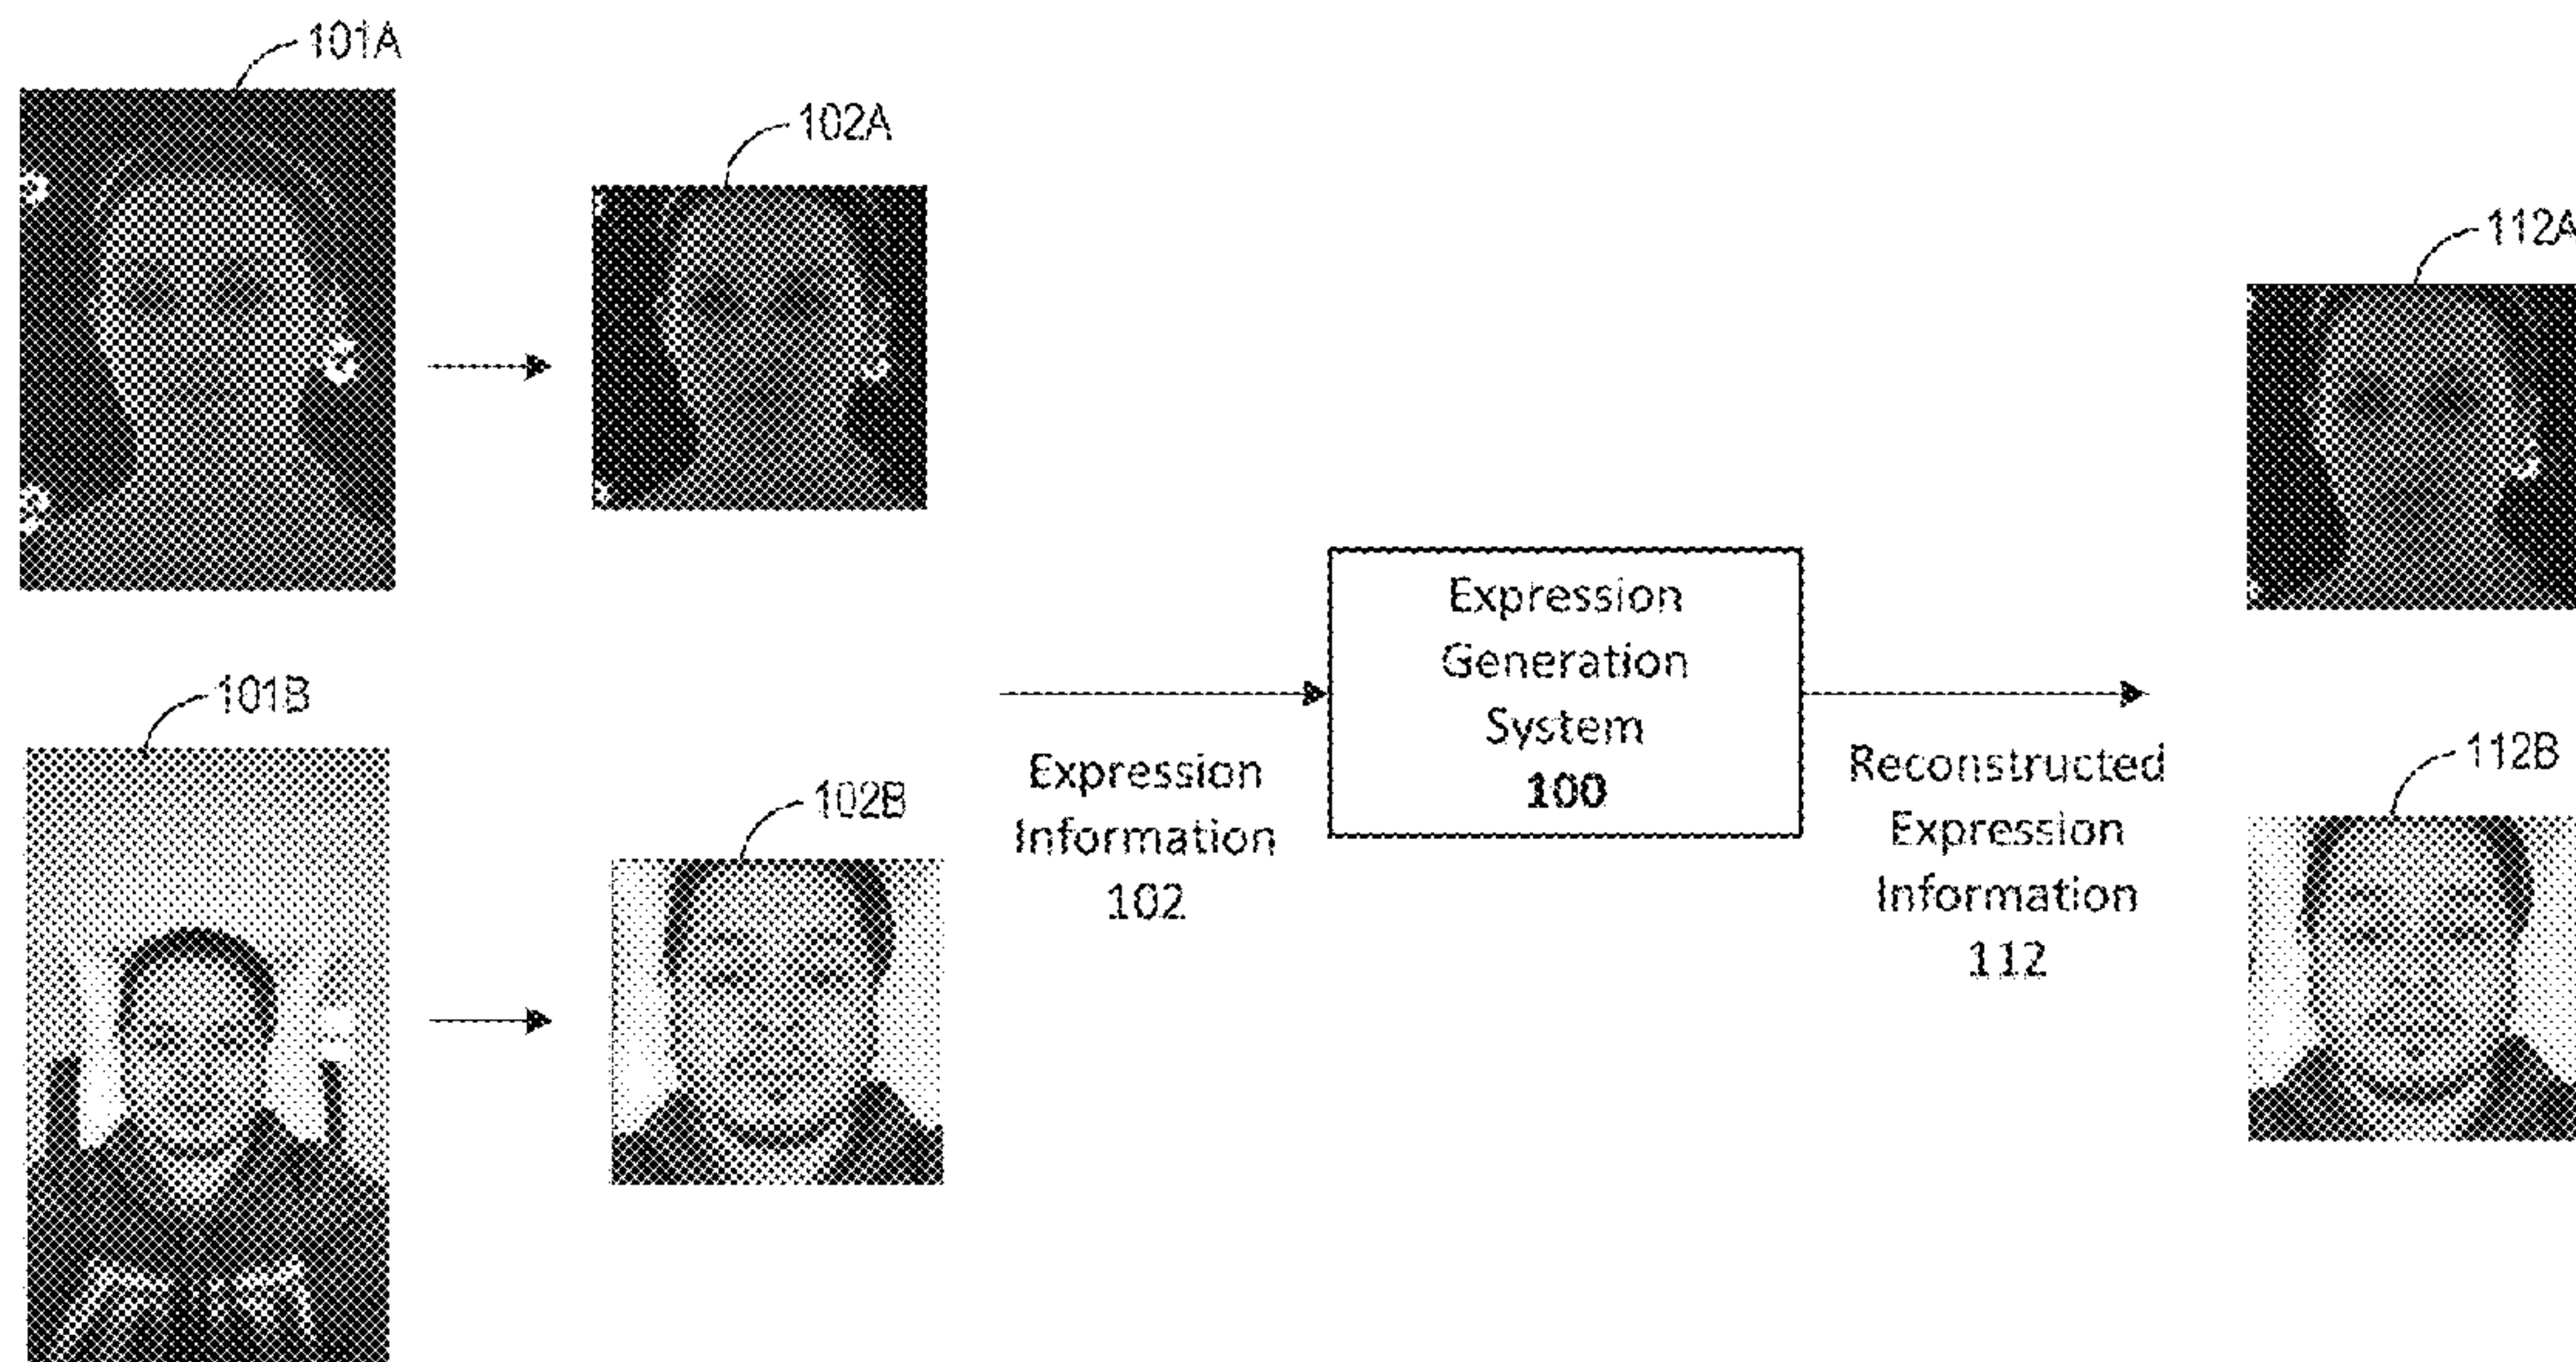 101A
102A
112A
Expression
Generation
System
100
101B
102B
Expression
Information
102
Reconstructed
Expression
Information
112
112B